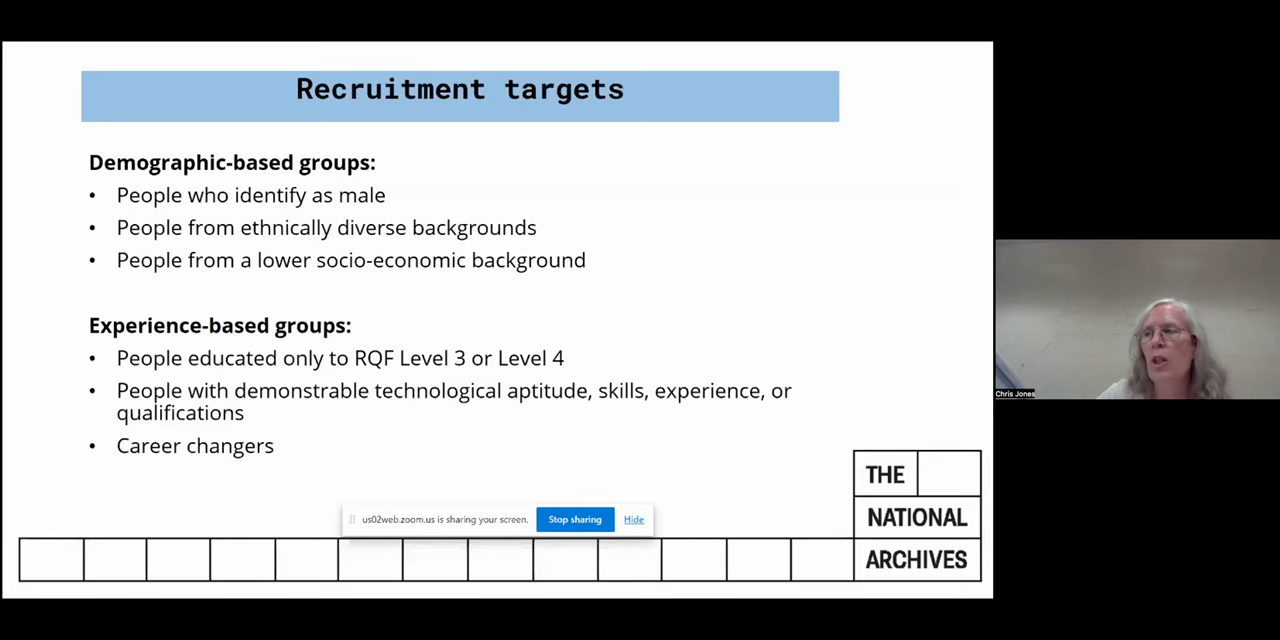 Recruitment targets
Demographic-based groups:
• People who identify as male
• People from ethnically diverse backgrounds
• People from a lower socio-economic background
Experience-based groups:
• People educated only to RQF Level 3 or Level 4
• People with demonstrable technological aptitude, skills, experience, or
qualifications
• Career changers
us02web.zoom.us is sharing your screen. Stop sharing Hide
THE
NATIONAL
ARCHIVES
Chris Jones